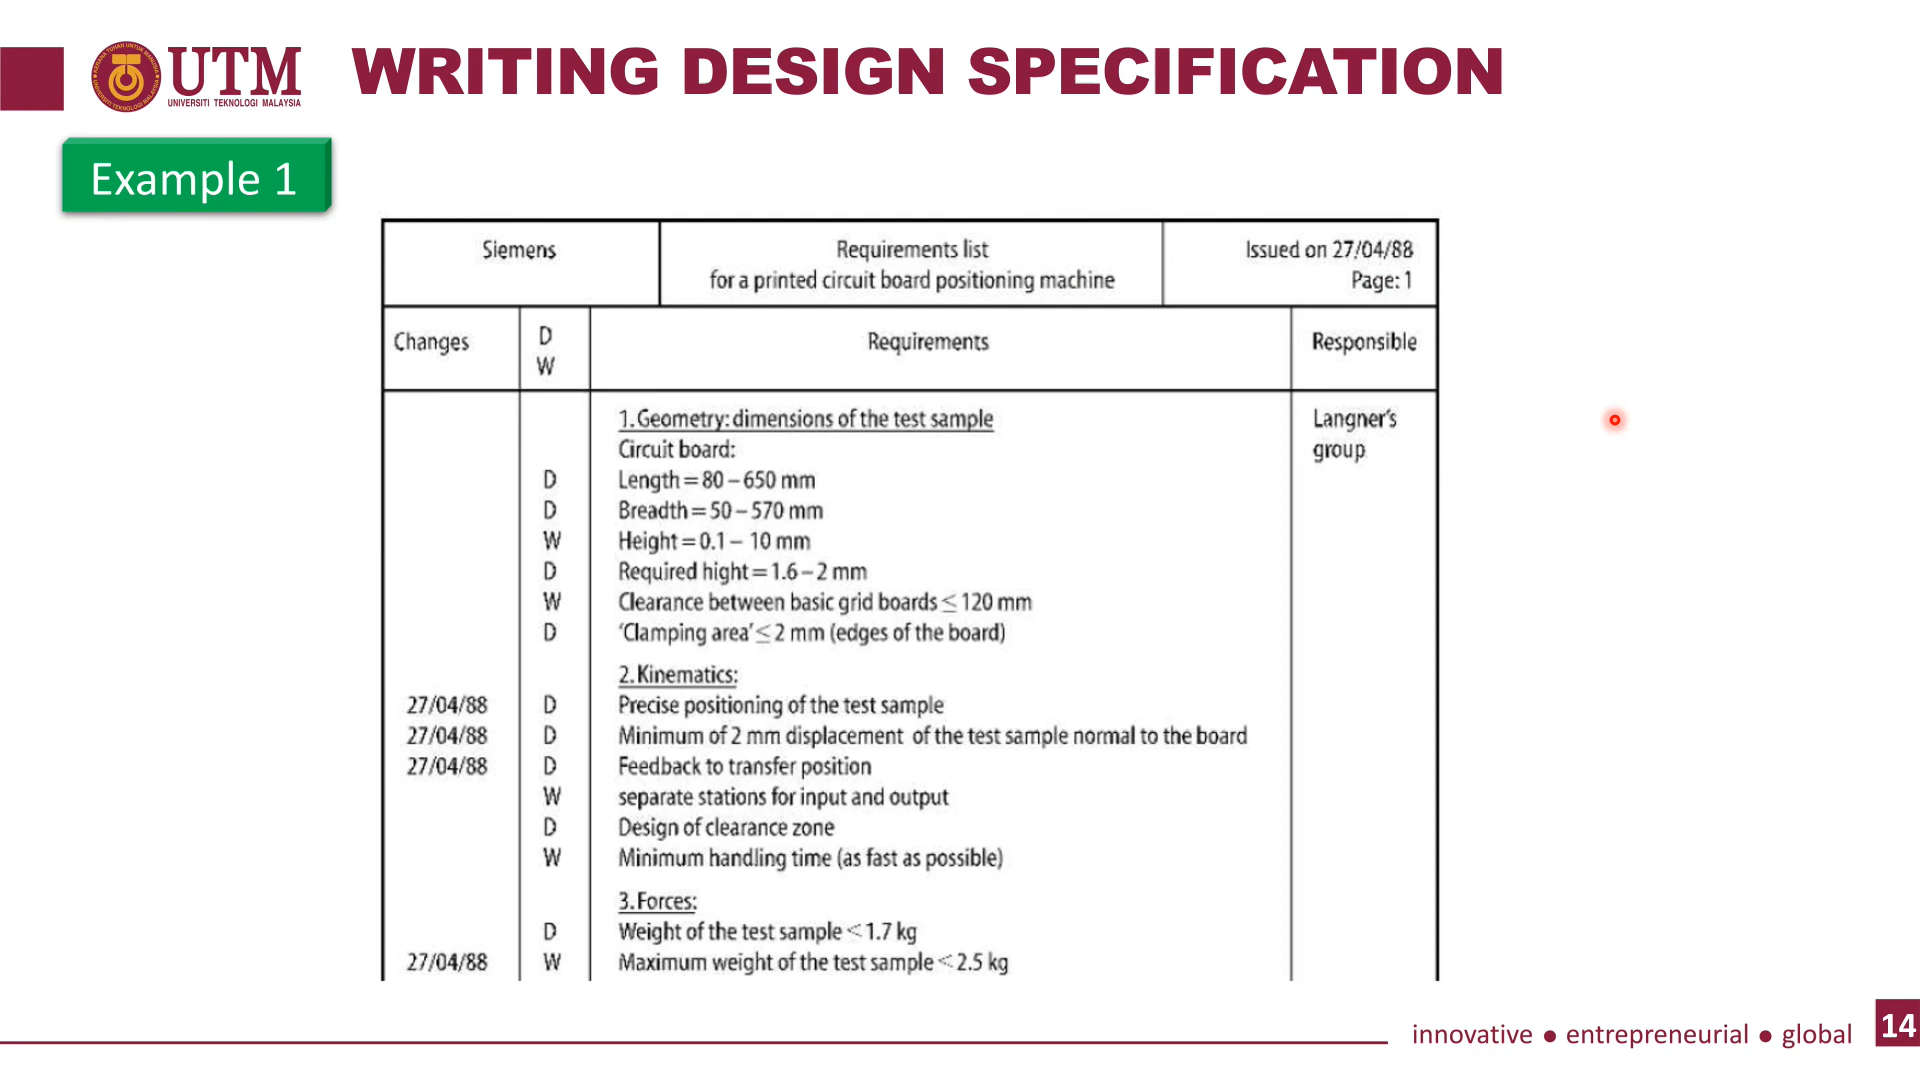 UTM
UNIVERSITI TEKNOLOGI MALAYSIA
WRITING DESIGN SPECIFICATION
Example 1
Siemens
Requirements list
for a printed circuit board positioning machine
Issued on 27/04/88
Page: 1
Changes
D
W
Requirements
Responsible
1. Geometry: dimensions of the test sample
Langner's
group
Circuit board:
D Length = 80 – 650 mm
D Breadth = 50 – 570 mm
W Height = 0.1 – 10 mm
D Required hight = 1.6 – 2 mm
W Clearance between basic grid boards ≤ 120 mm
D 'Clamping area' ≤ 2 mm (edges of the board)
2. Kinematics:
27/04/88 D Precise positioning of the test sample
27/04/88 D Minimum of 2 mm displacement of the test sample normal to the board
27/04/88 D Feedback to transfer position
W separate stations for input and output
D Design of clearance zone
W Minimum handling time (as fast as possible)
3. Forces:
D Weight of the test sample ≤ 1.7 kg
27/04/88 W Maximum weight of the test sample ≤ 2.5 kg
innovative ● entrepreneurial ● global
14